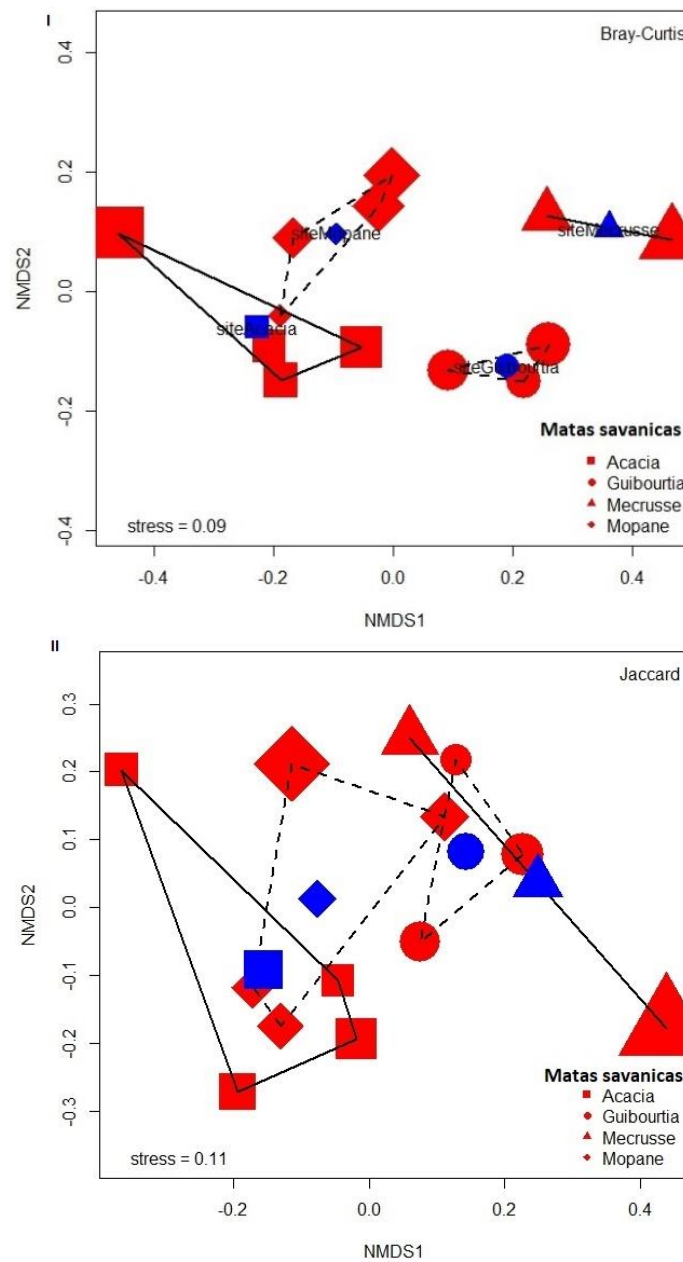 I
Bray-Curtis
0.4
0.2
0.0
-0.2
-0.4
NMDS2
siteMopane
siteMecrusse
siteAcacia
siteGuibourtia
Matas savanicas
Acacia
Guibourtia
Mecrusse
Mopane
stress = 0.09
-0.4 -0.2 0.0 0.2 0.4
NMDS1
II
Jaccard
0.3
0.2
0.1
0.0
-0.1
-0.2
-0.3
NMDS2
Matas savanicas
Acacia
Guibourtia
Mecrusse
Mopane
stress = 0.11
-0.2 0.0 0.2 0.4
NMDS1